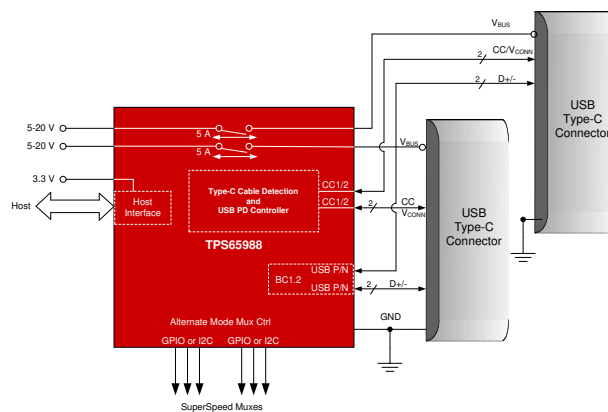 VBUS
CC/VCONN
2
D+/-
2
USB
Type-C
Connector
5-20 V
5 A
5-20 V
5 A
VBUS
3.3 V
Host
Host
Interface
Type-C Cable Detection
and
USB PD Controller
CC1/2
CC1/2
2
CC
VCONN
USB
Type-C
Connector
TPS65988
BC1.2
USB P/N
USB P/N
2
D+/-
GND
Alternate Mode Mux Ctrl
GPIO or I2C
GPIO or I2C
SuperSpeed Muxes